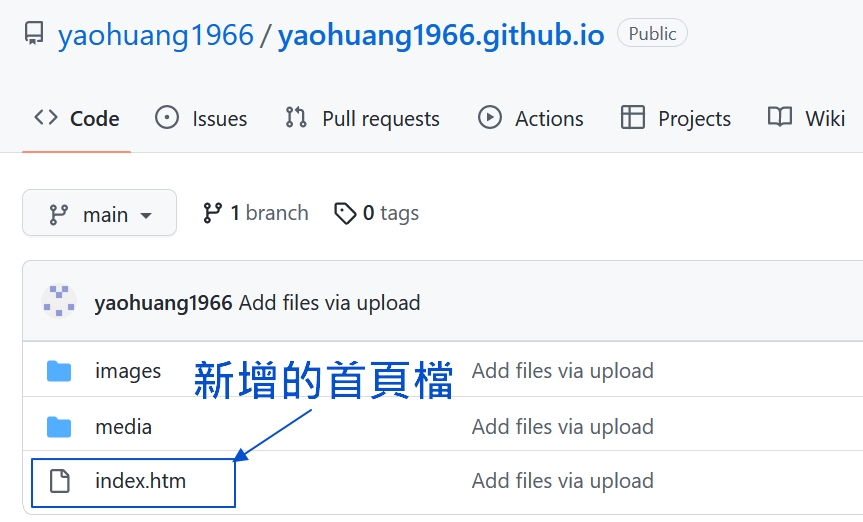 yaohuang1966 / yaohuang1966.github.io Public
Code Issues Pull requests Actions Projects Wiki
main 1 branch 0 tags
yaohuang1966 Add files via upload
images Add files via upload
新增的首頁檔
media Add files via upload
index.htm Add files via upload